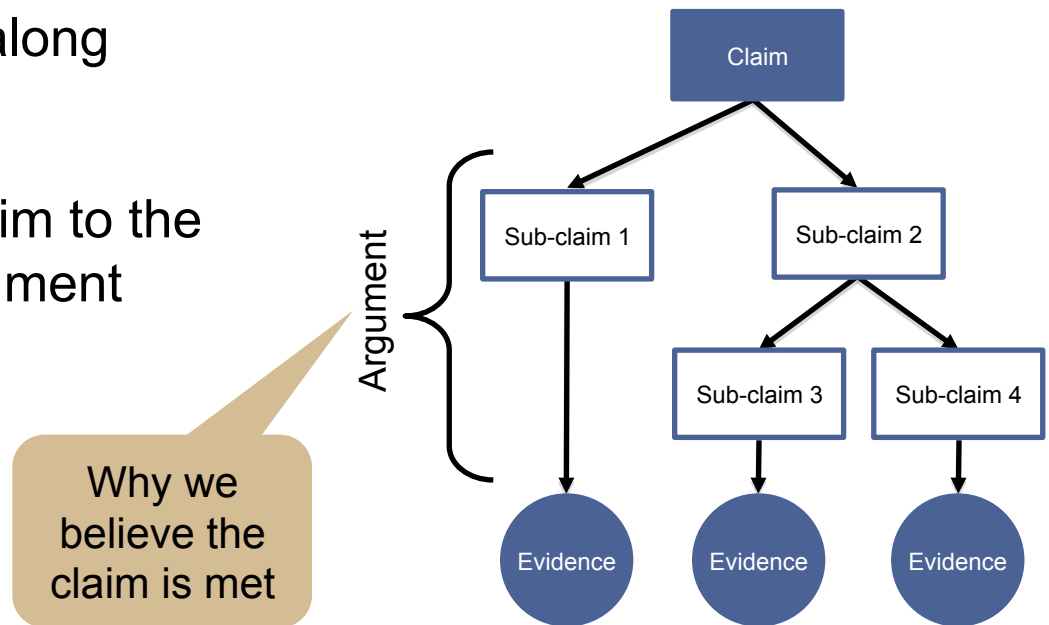 along
im to the
ment
Claim
Argument
Sub-claim 1
Sub-claim 2
Sub-claim 3
Sub-claim 4
Why we
believe the
claim is met
Evidence
Evidence
Evidence